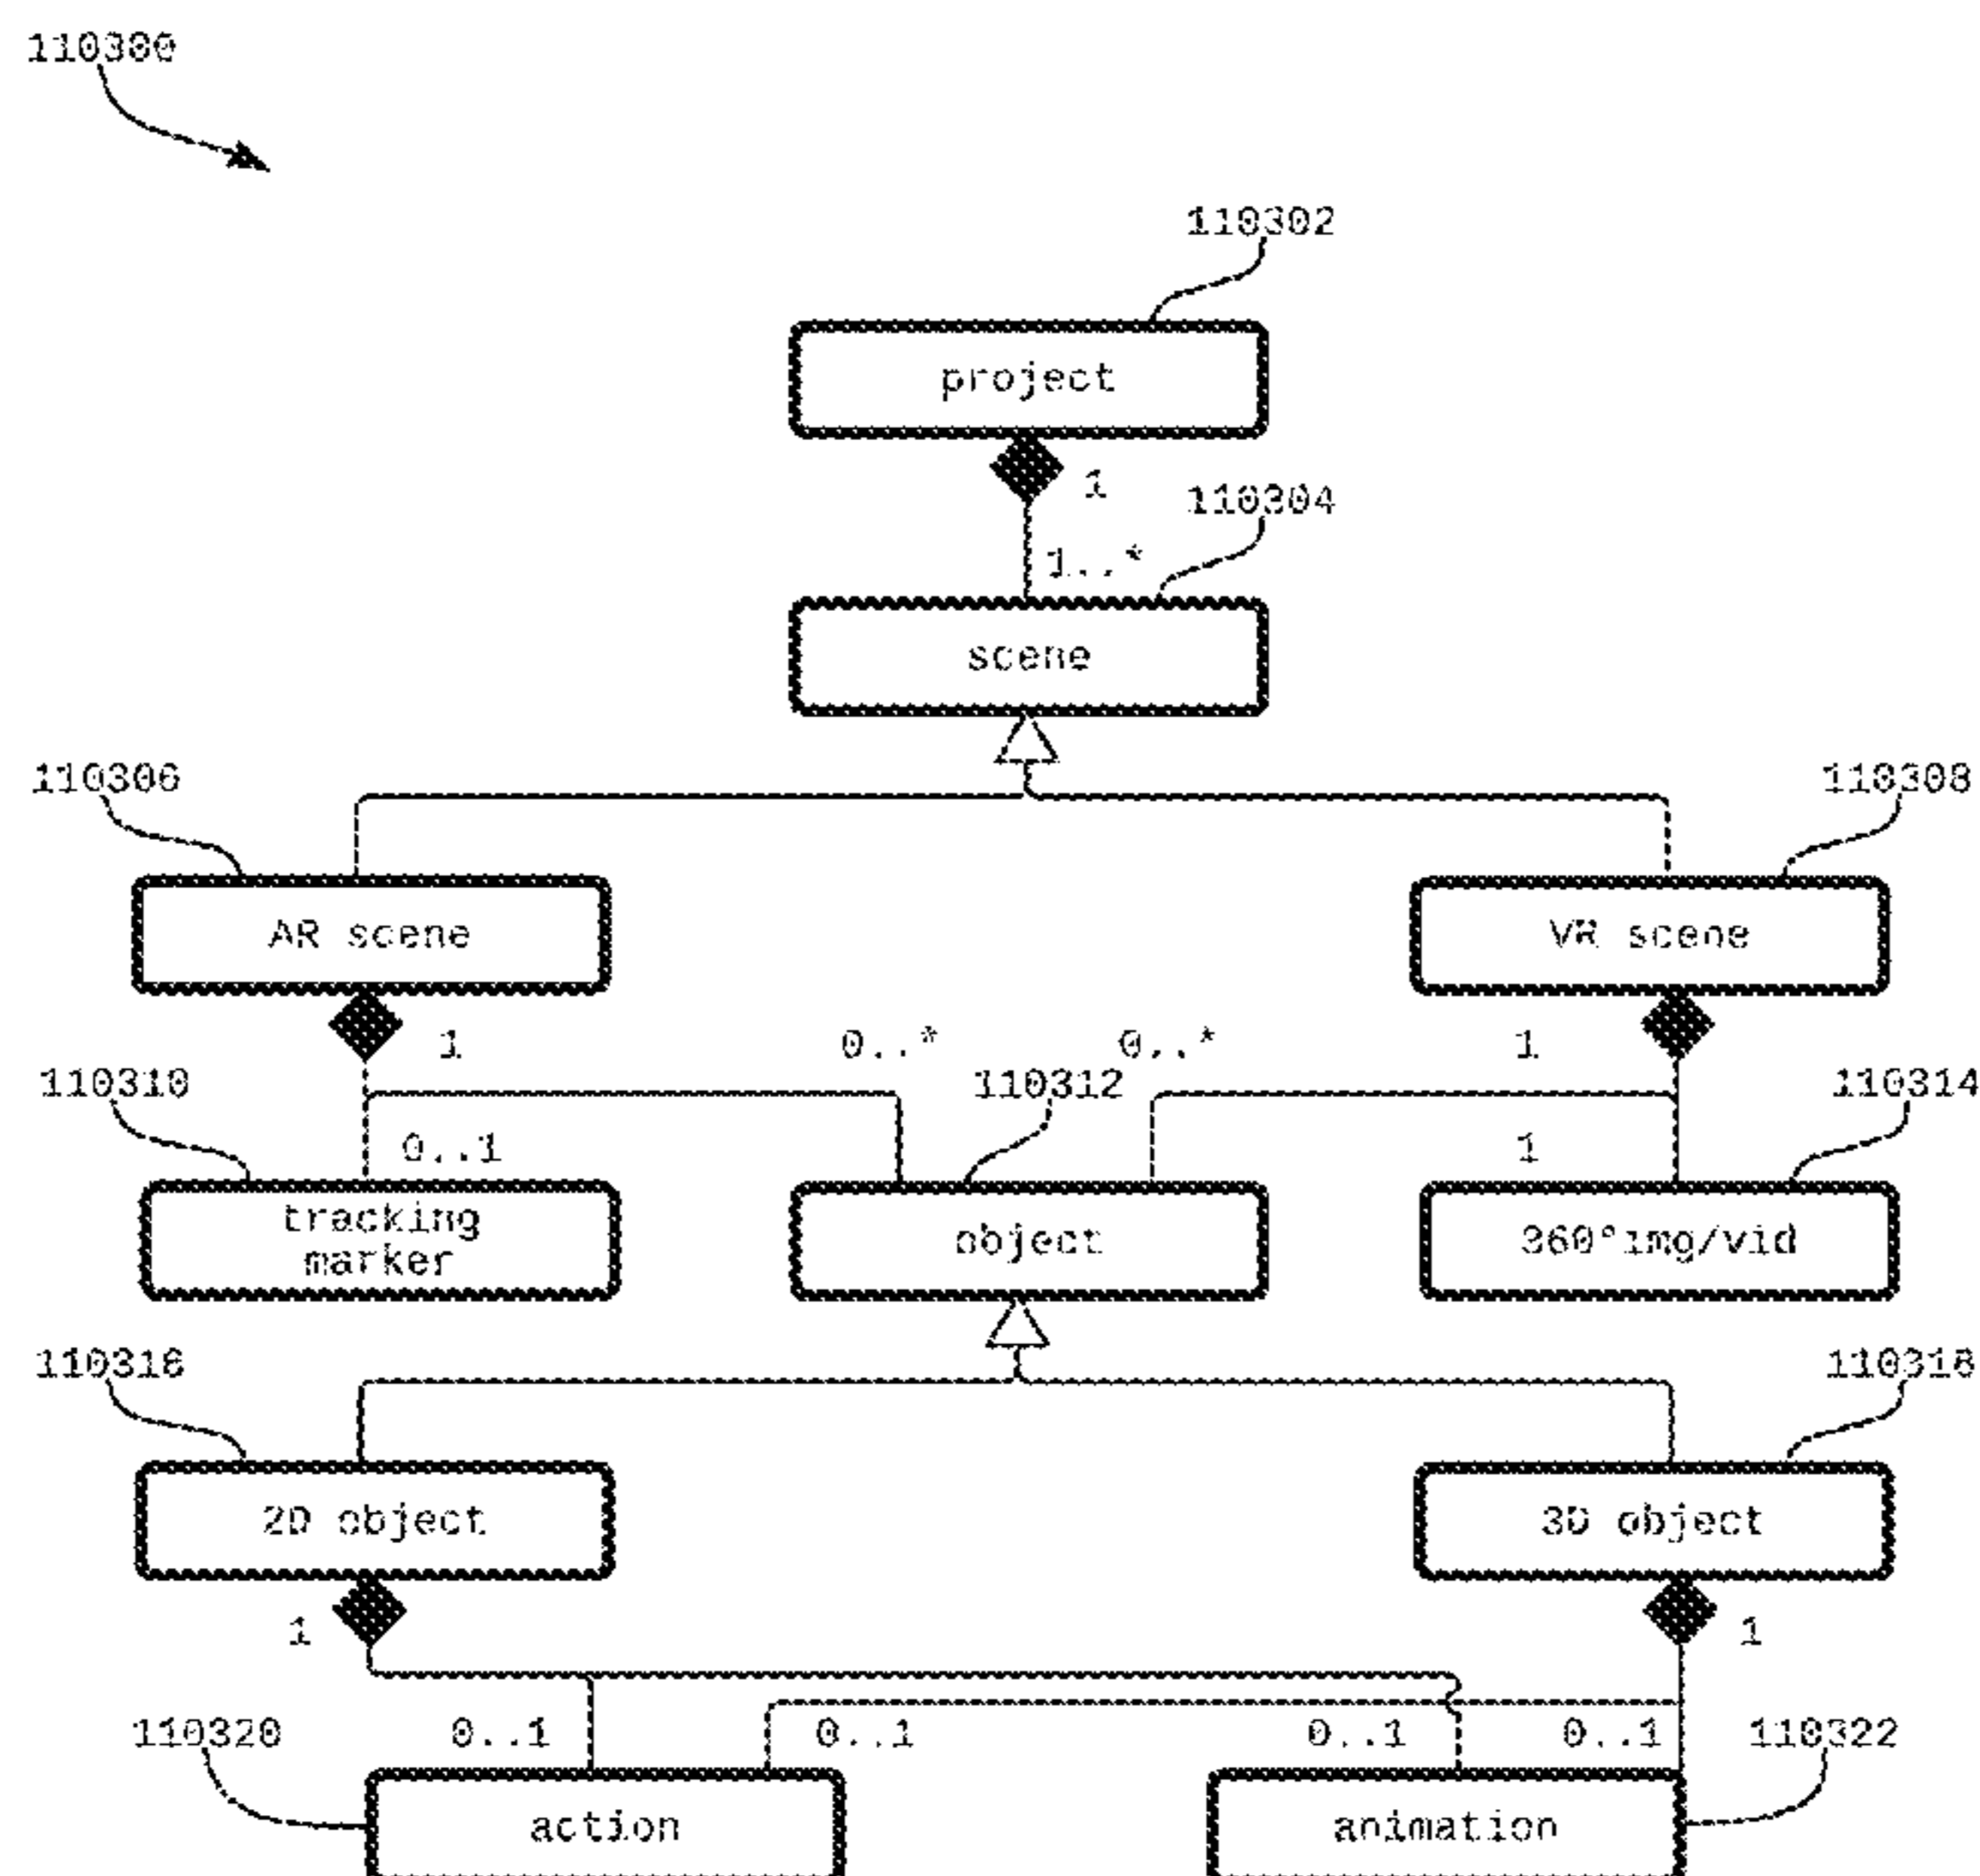 110300
110302
project
1
110304
1..*
scene
110306
110308
AR scene
VR scene
1
0..*
0..*
1
110310
110312
110314
0..1
1
tracking
marker
object
360°img/vid
110316
110318
2D object
3D object
1
1
110320
0..1
0..1
0..1
0..1
110322
action
animation